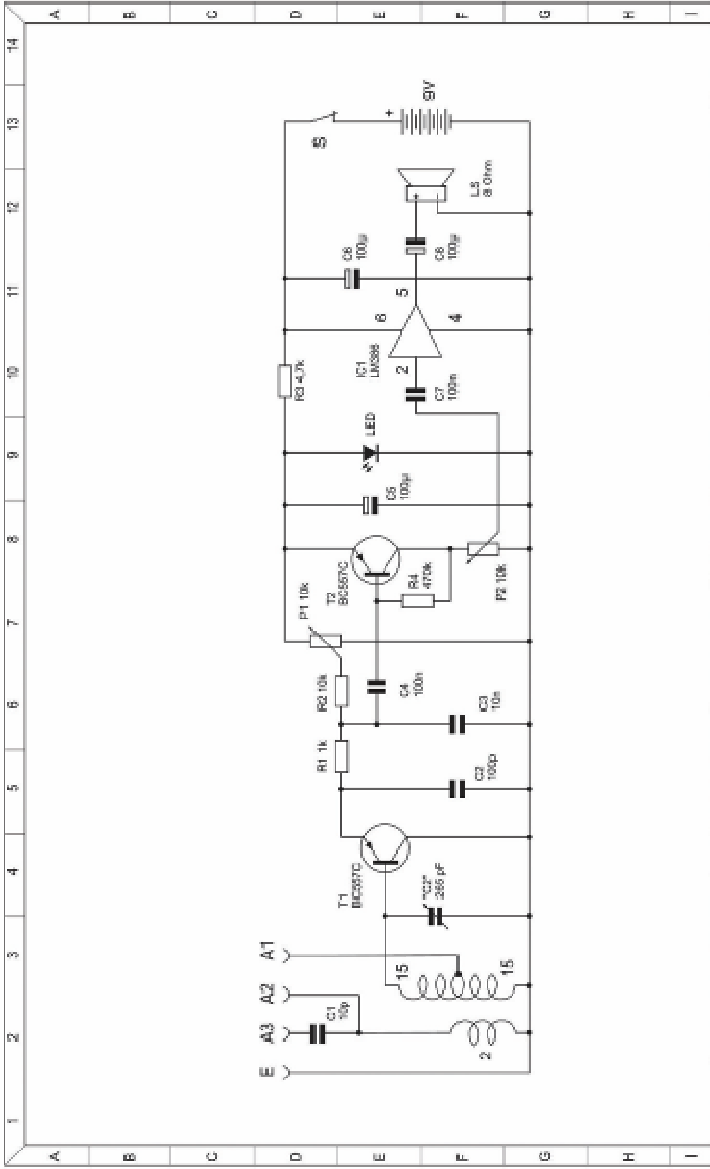 1 2 3 4 5 6 7 8 9 10 11 12 13 14
A A
B B
C C
D D
E E
F F
G G
H H
I I
E A3 A2 A1
C1
10p
2
15
15
T1
BC557C
265 pF
R1 1k
R2 10k
P1 10k
C2
100p
C3
10n
C4
100n
T2
BC557C
R4
470k
P2 10k
C5
100µ
LED
R3 4,7k
C7
100n
IC1
LM386
2
6
5
4
C6
100µ
100µ
LS
8 Ohm
S
+
9V